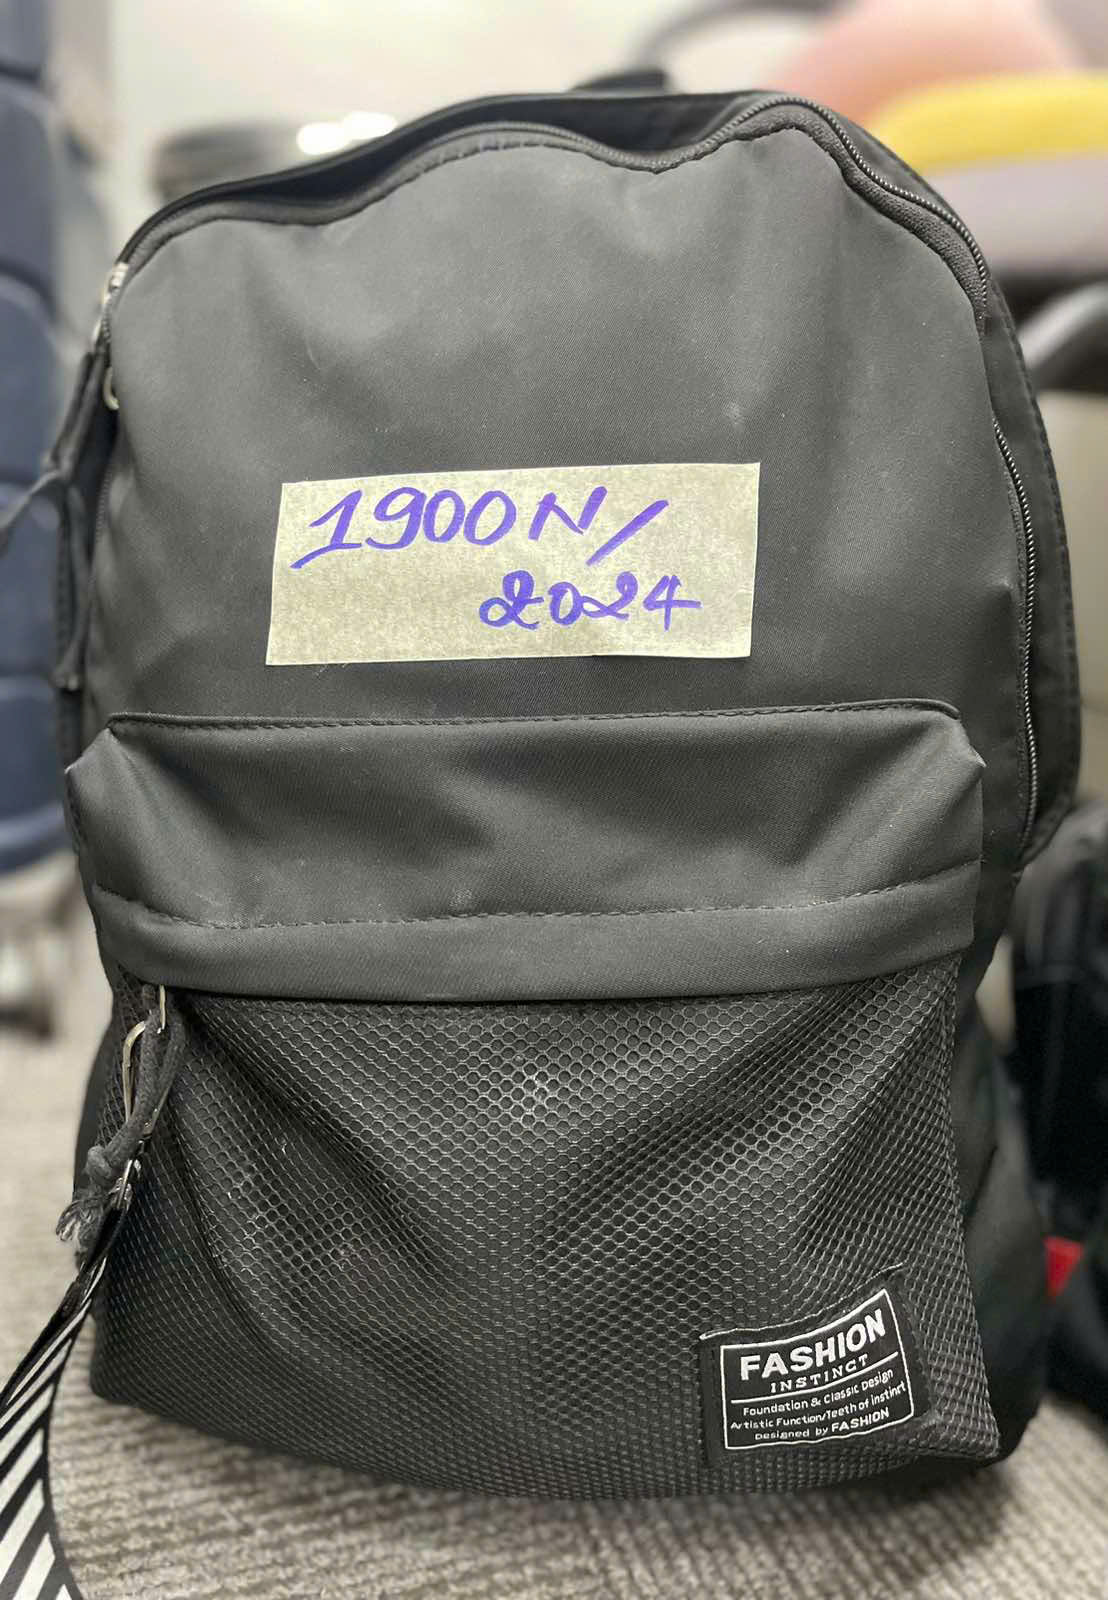 1900N/
2024
FASHION
INSTINCT
Foundation & Classic Design
Artistic Function/Teeth of instinct
Designed by FASHION